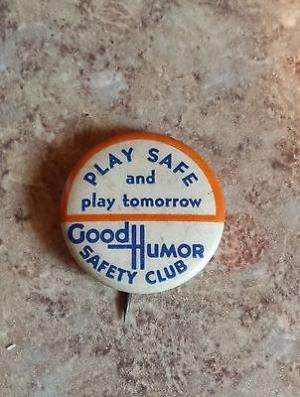 PLAY SAFE
and
play tomorrow
Good HUMOR
SAFETY CLUB